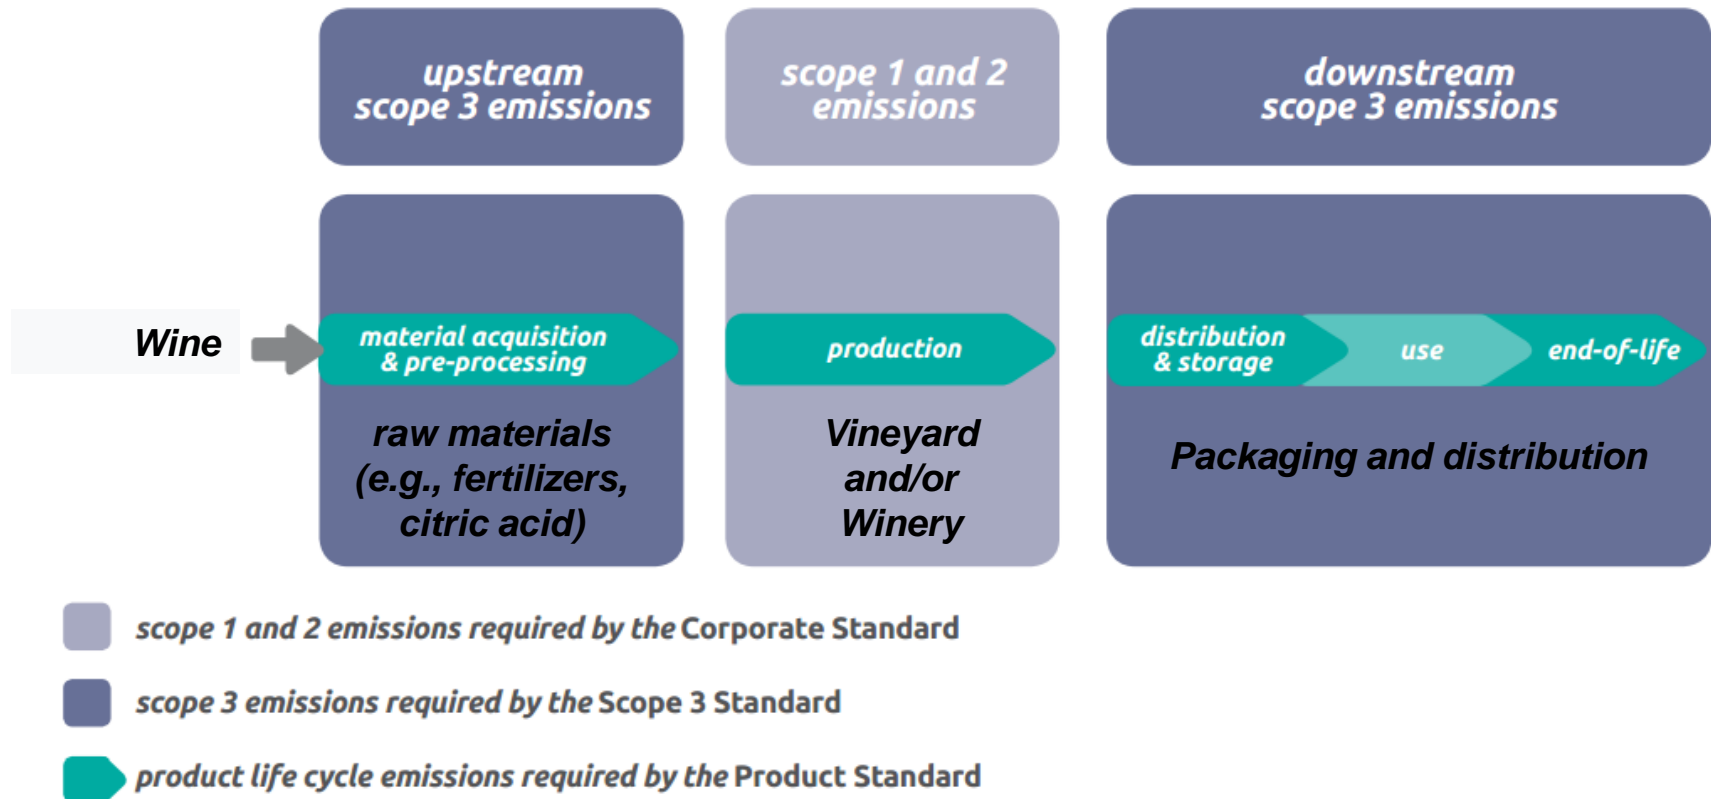 upstream
scope 3 emissions
scope 1 and 2
emissions
downstream
scope 3 emissions
Wine
material acquisition
& pre-processing
production
distribution
& storage
use
end-of-life
raw materials
(e.g., fertilizers,
citric acid)
Vineyard
and/or
Winery
Packaging and distribution
scope 1 and 2 emissions required by the Corporate Standard
scope 3 emissions required by the Scope 3 Standard
product life cycle emissions required by the Product Standard